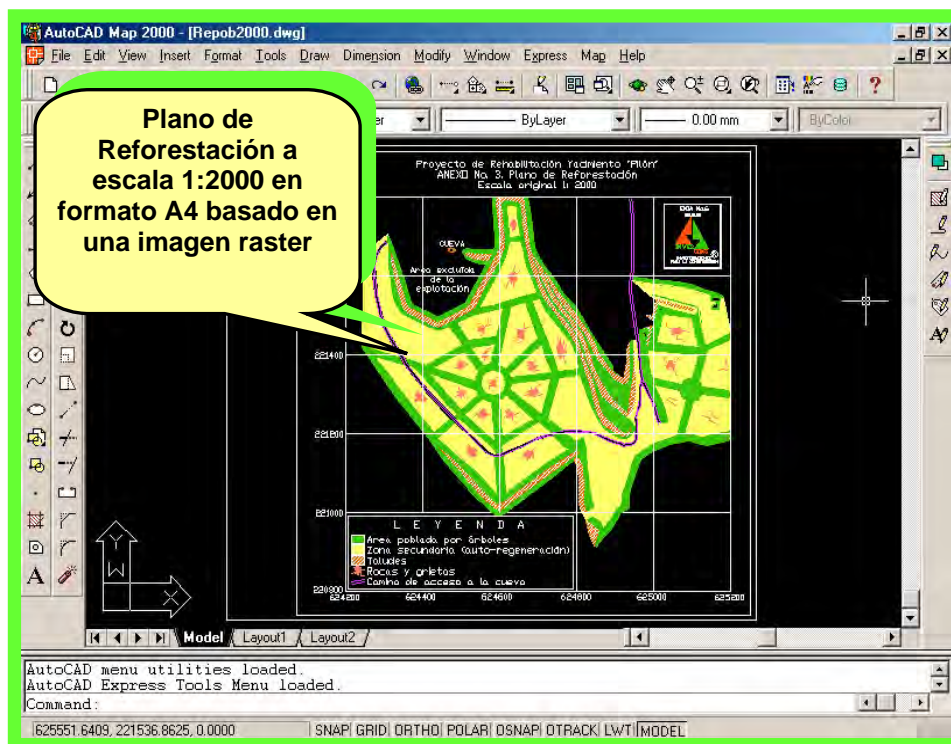 AutoCAD Map 2000 - [Repob2000.dwg]
File Edit View Insert Format Tools Draw Dimension Modify Window Express Map Help
ByLayer
0.00 mm
ByColor
Plano de
Reforestación a
escala 1:2000 en
formato A4 basado en
una imagen raster
Proyecto de Rehabilitación Yacimiento "Pilón"
ANEXO No. 3. Plano de Reforestación
Escala original 1: 2000
CUEVA
Area excluida
de la
explotación
221400
221200
221000
220800
624200 624400 624600 624800 625000 625200
L E Y E N D A
Area poblada por árboles
Zona secundaria (auto-regeneración)
Taludes
Rocas y grietas
Camino de acceso a la cueva
Model Layout1 Layout2
AutoCAD menu utilities loaded.
AutoCAD Express Tools Menu loaded.
Command:
625551.6409, 221536.8625, 0.0000 SNAP GRID ORTHO POLAR OSNAP OTRACK LWT MODEL